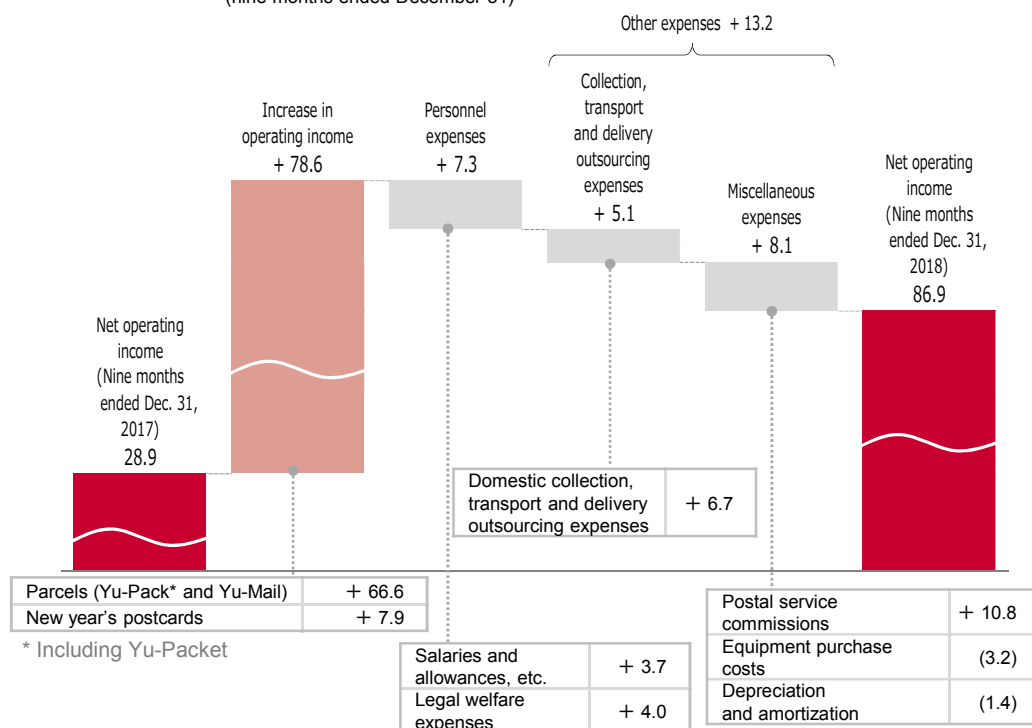 (nine months ended December 31)
Other expenses + 13.2
Collection,
transport
and delivery
outsourcing
expenses
+ 5.1
Increase in
operating income
+ 78.6
Personnel
expenses
+ 7.3
Miscellaneous
expenses
+ 8.1
Net operating
income
(Nine months
ended Dec. 31,
2018)
86.9
Net operating
income
(Nine months
ended Dec. 31,
2017)
28.9
Domestic collection,
transport and delivery
outsourcing expenses
+ 6.7
Parcels (Yu-Pack* and Yu-Mail) + 66.6
New year's postcards + 7.9
* Including Yu-Packet
Salaries and
allowances, etc.
+ 3.7
Legal welfare
expenses
+ 4.0
Postal service
commissions
+ 10.8
Equipment purchase
costs
(3.2)
Depreciation
and amortization
(1.4)